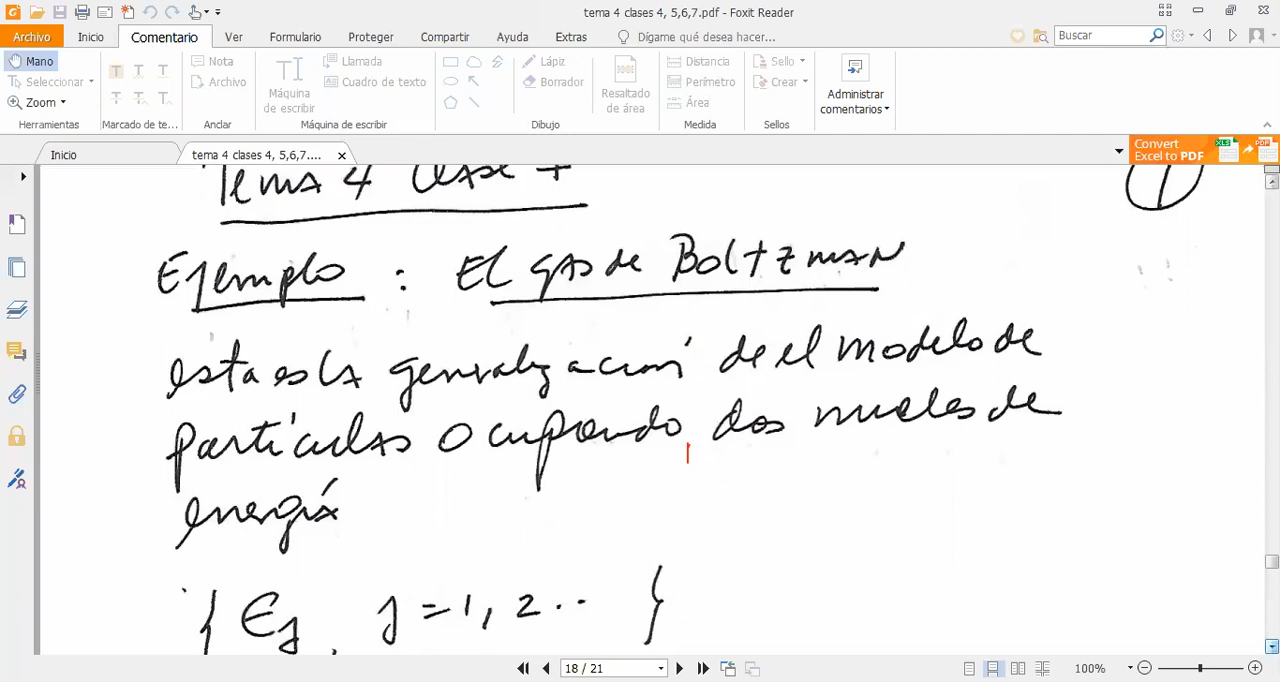 tema 4 clases 4, 5,6,7.pdf - Foxit Reader
Archivo Inicio Comentario Ver Formulario Proteger Compartir Ayuda Extras Dígame qué desea hacer... Buscar
Mano
Seleccionar
Zoom
Herramientas
Marcado de te...
Nota
Archivo
Anclar
Máquina de escribir
Llamada
Cuadro de texto
Máquina de escribir
Lápiz
Borrador
Dibujo
Resaltado de área
Distancia
Perímetro
Área
Medida
Sello
Crear
Sellos
Administrar comentarios
Inicio
tema 4 clases 4, 5,6,7....
Convert
Excel to PDF
Tema 4 Clase 7
1
Ejemplo : El gas de Boltzman
esta es la generalización de el modelo de
partículas ocupando dos niveles de
energía
{ Ej, j = 1, 2 .. }
18 / 21
100%